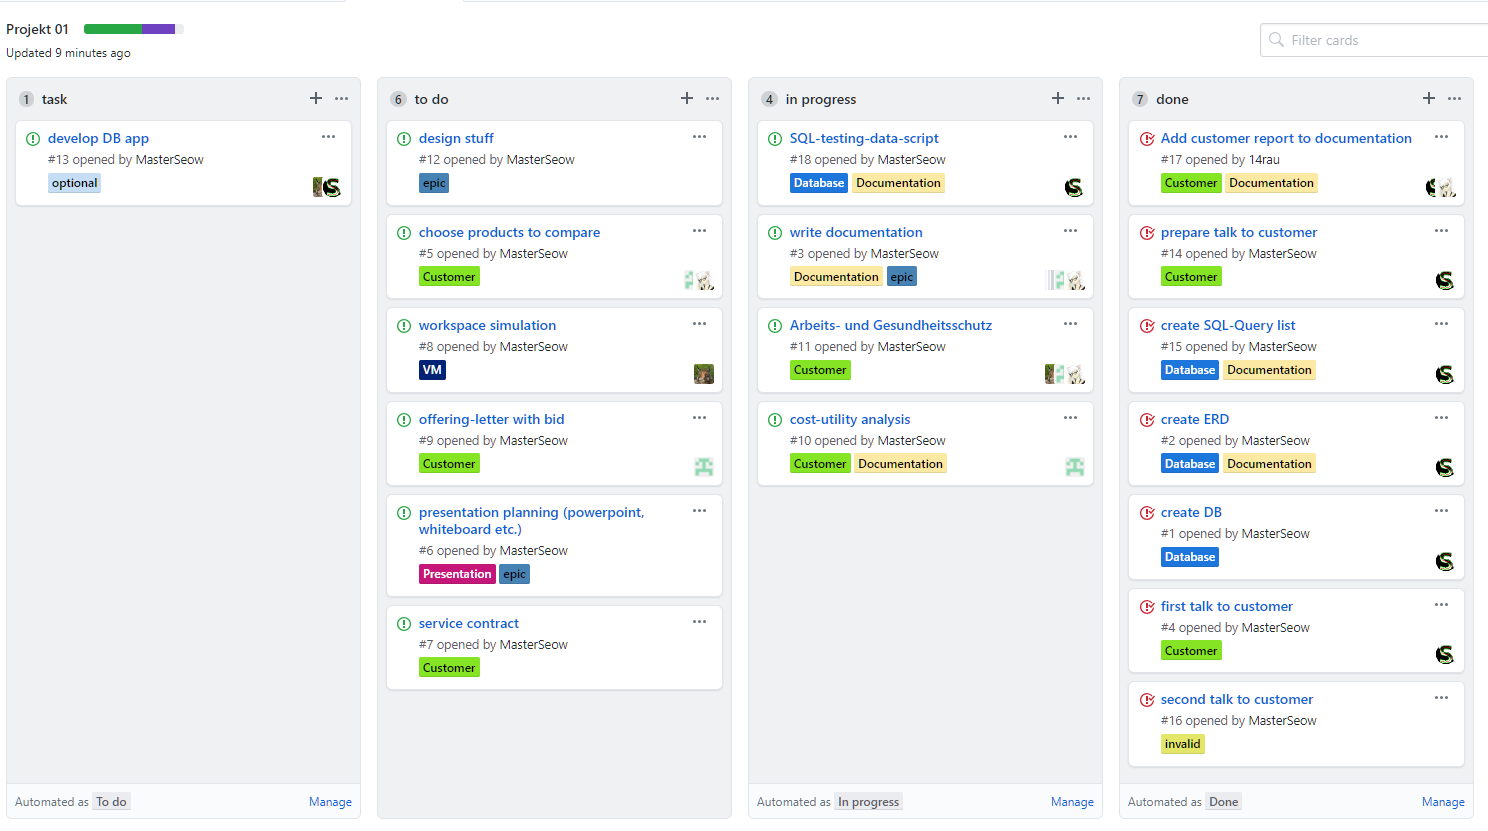 Projekt 01
Updated 9 minutes ago
Filter cards
1 task
develop DB app
#13 opened by MasterSeow
optional
Automated as To do
Manage
6 to do
design stuff
#12 opened by MasterSeow
epic
choose products to compare
#5 opened by MasterSeow
Customer
workspace simulation
#8 opened by MasterSeow
VM
offering-letter with bid
#9 opened by MasterSeow
Customer
presentation planning (powerpoint,
whiteboard etc.)
#6 opened by MasterSeow
Presentation epic
service contract
#7 opened by MasterSeow
Customer
4 in progress
SQL-testing-data-script
#18 opened by MasterSeow
Database Documentation
write documentation
#3 opened by MasterSeow
Documentation epic
Arbeits- und Gesundheitsschutz
#11 opened by MasterSeow
Customer
cost-utility analysis
#10 opened by MasterSeow
Customer Documentation
Automated as In progress
Manage
7 done
Add customer report to documentation
#17 opened by 14rau
Customer Documentation
prepare talk to customer
#14 opened by MasterSeow
Customer
create SQL-Query list
#15 opened by MasterSeow
Database Documentation
create ERD
#2 opened by MasterSeow
Database Documentation
create DB
#1 opened by MasterSeow
Database
first talk to customer
#4 opened by MasterSeow
Customer
second talk to customer
#16 opened by MasterSeow
invalid
Automated as Done
Manage